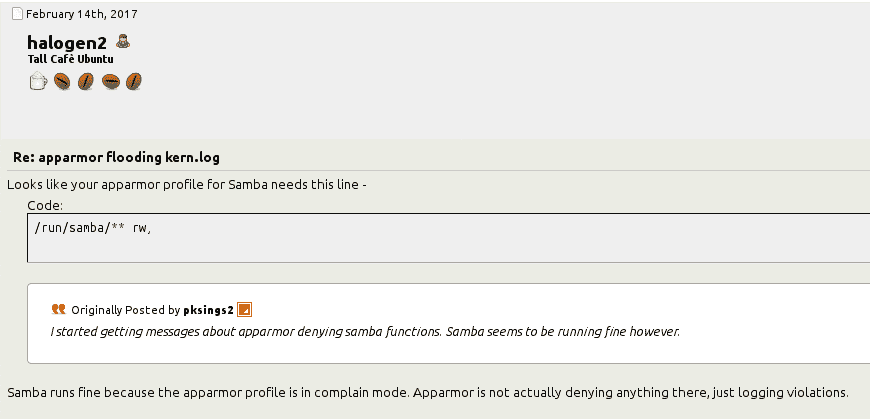 February 14th, 2017
halogen2
Tall Cafè Ubuntu
Re: apparmor flooding kern.log
Looks like your apparmor profile for Samba needs this line -
Code:
/run/samba/** rw,
Originally Posted by pksings2
I started getting messages about apparmor denying samba functions. Samba seems to be running fine however.
Samba runs fine because the apparmor profile is in complain mode. Apparmor is not actually denying anything there, just logging violations.